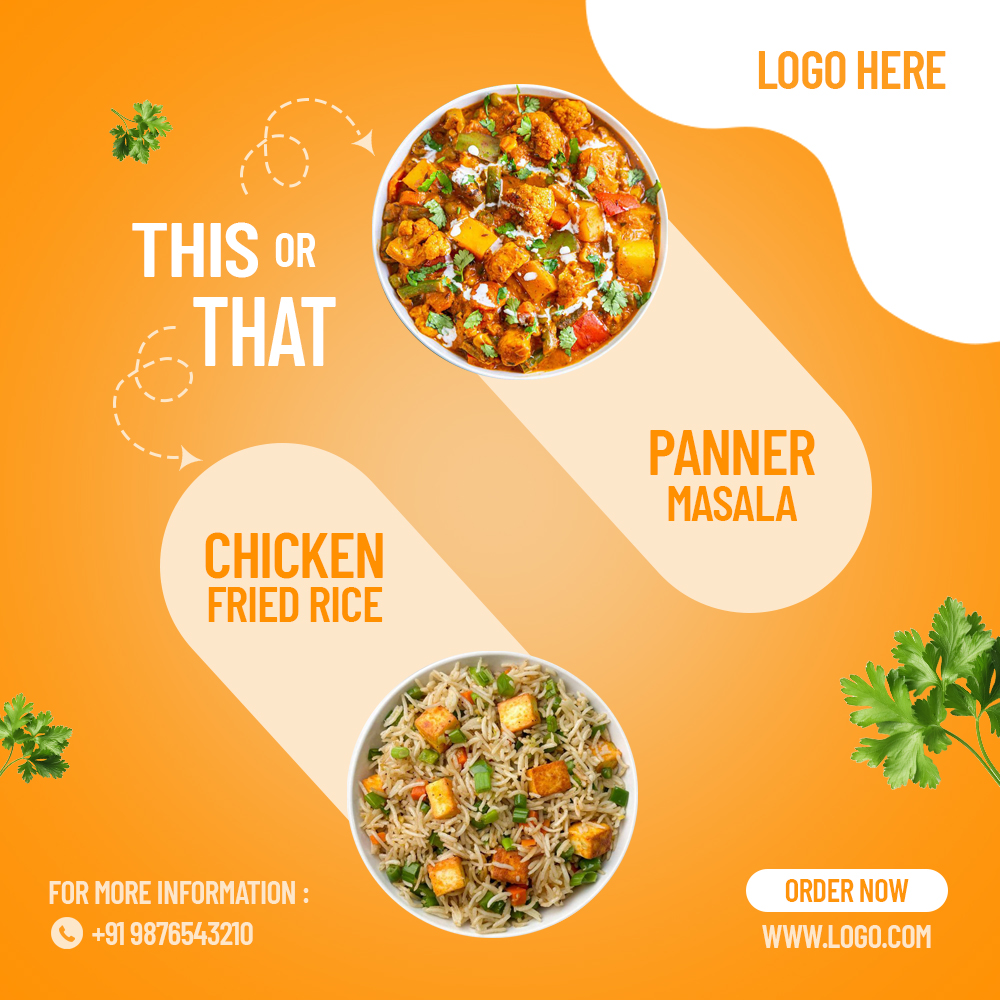 LOGO HERE
THIS OR
THAT
PANNER
MASALA
CHICKEN
FRIED RICE
FOR MORE INFORMATION :
+91 9876543210
ORDER NOW
WWW.LOGO.COM